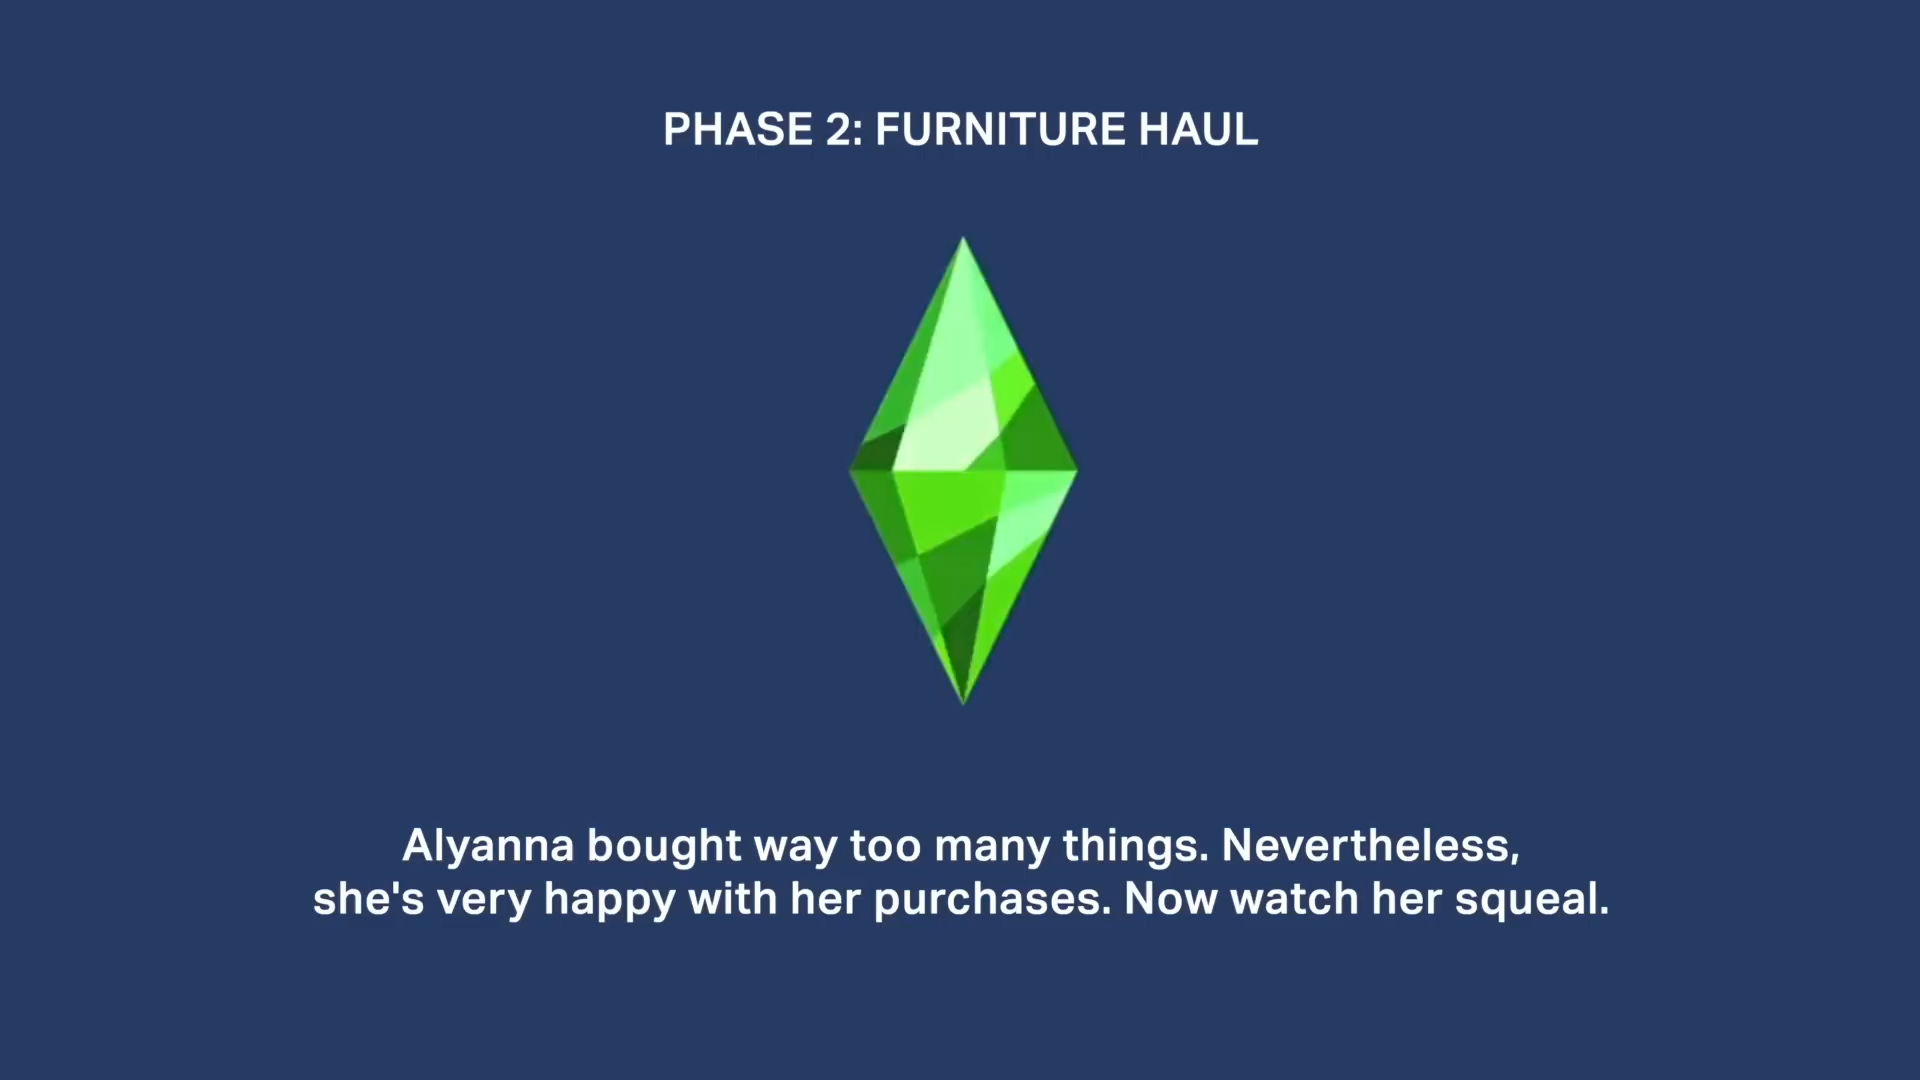 PHASE 2: FURNITURE HAUL
Alyanna bought way too many things. Nevertheless,
she's very happy with her purchases. Now watch her squeal.